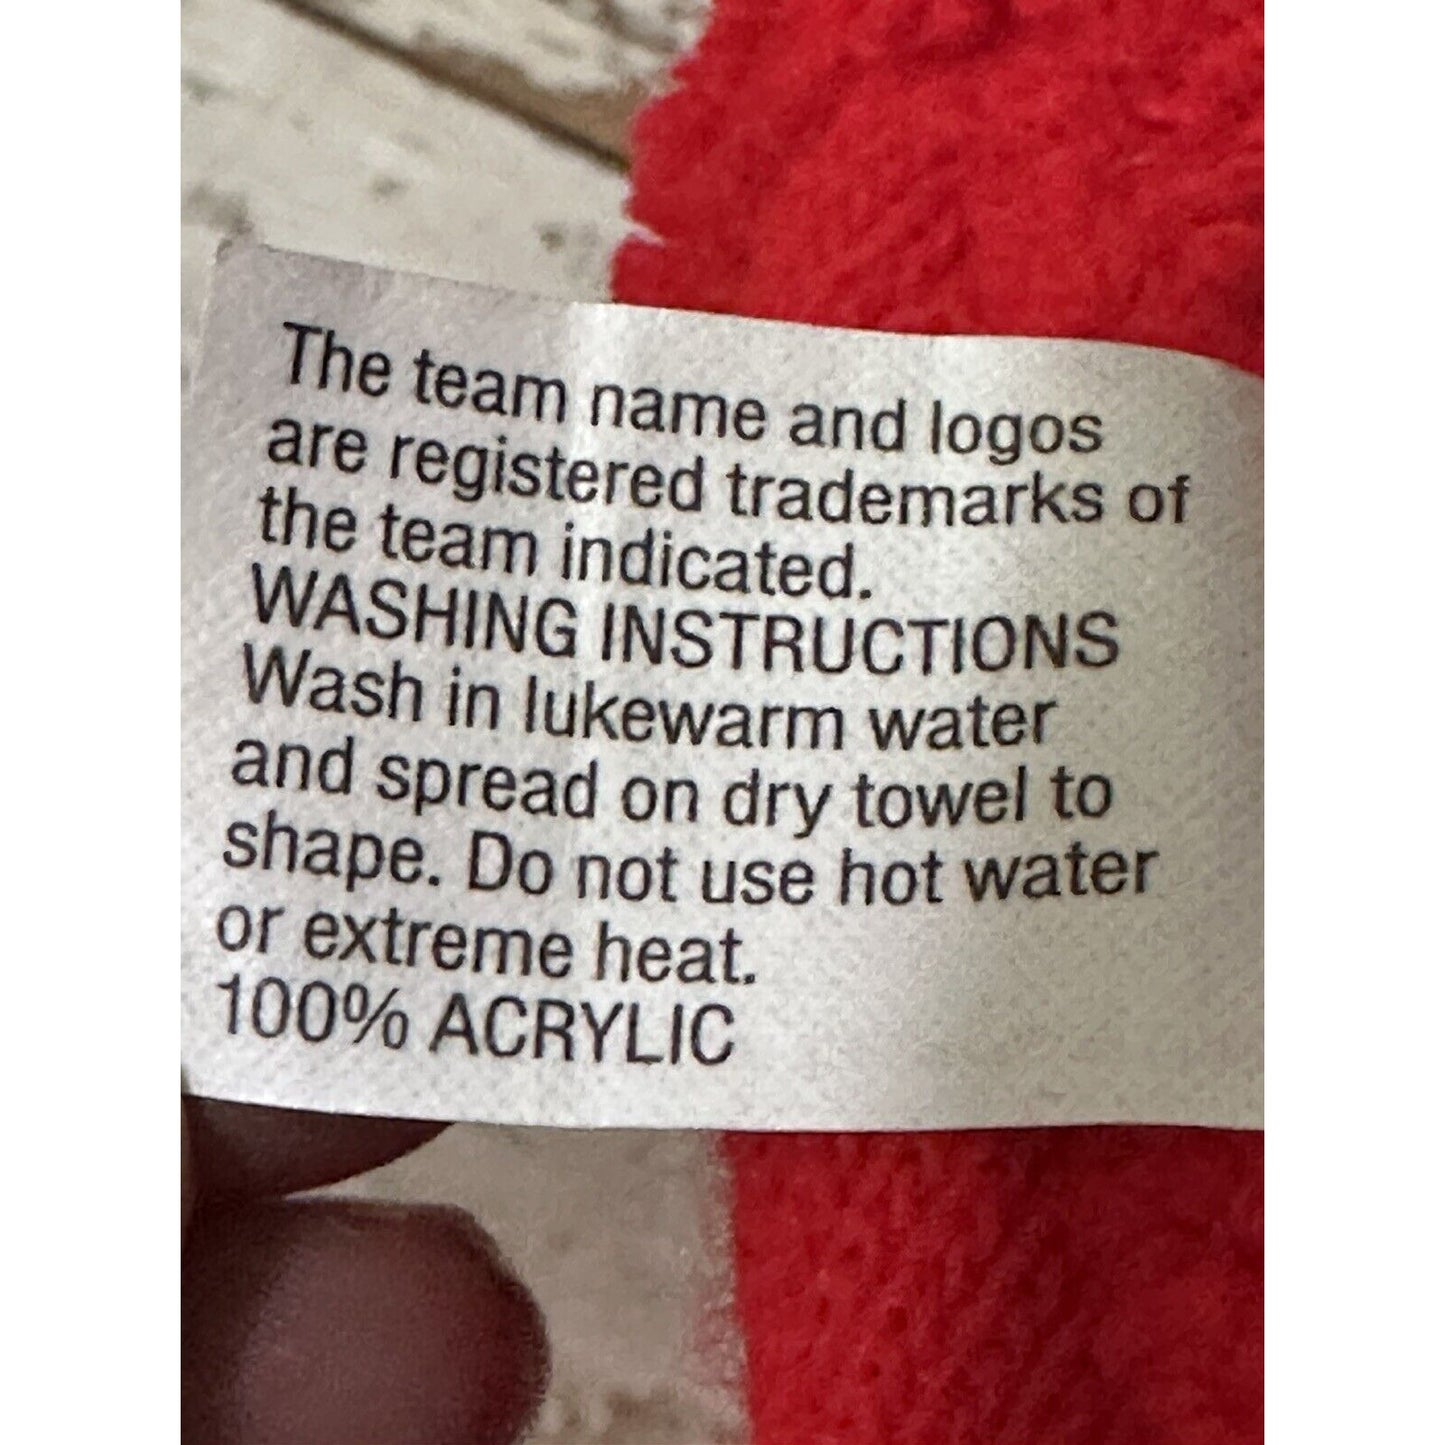 The team name and logos
are registered trademarks of
the team indicated.
WASHING INSTRUCTIONS
Wash in lukewarm water
and spread on dry towel to
shape. Do not use hot water
or extreme heat.
100% ACRYLIC